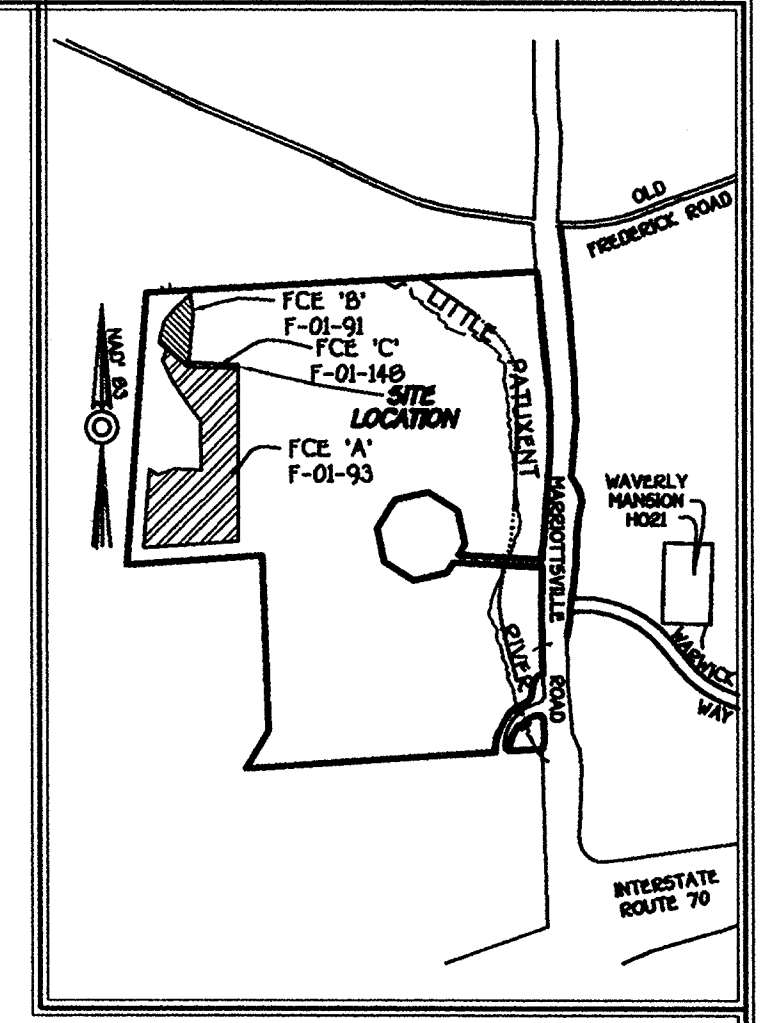 OLD
FREDERICK ROAD
FCE 'B'
F-01-91
FCE 'C'
F-01-148
SITE
LOCATION
FCE 'A'
F-01-93
NAD' 83
LITTLE
PATUXENT
RIVER
MARRIOTTSVILLE
ROAD
WAVERLY
MANSION
HO21
WARWICK
WAY
INTERSTATE
ROUTE 70